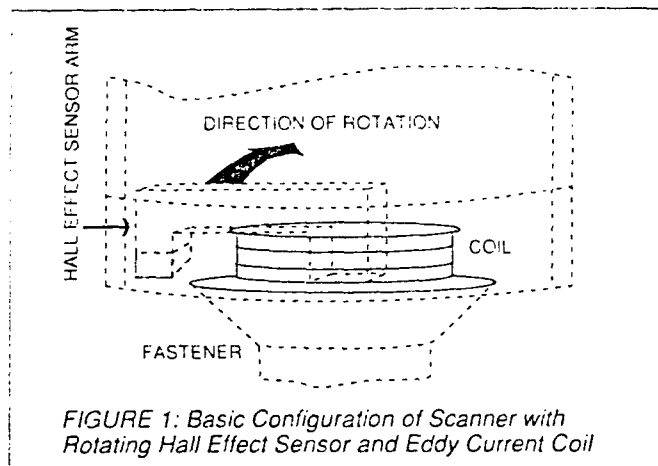 HALL EFFECT SENSOR ARM
DIRECTION OF ROTATION
COIL
FASTENER
FIGURE 1: Basic Configuration of Scanner with
Rotating Hall Effect Sensor and Eddy Current Coil